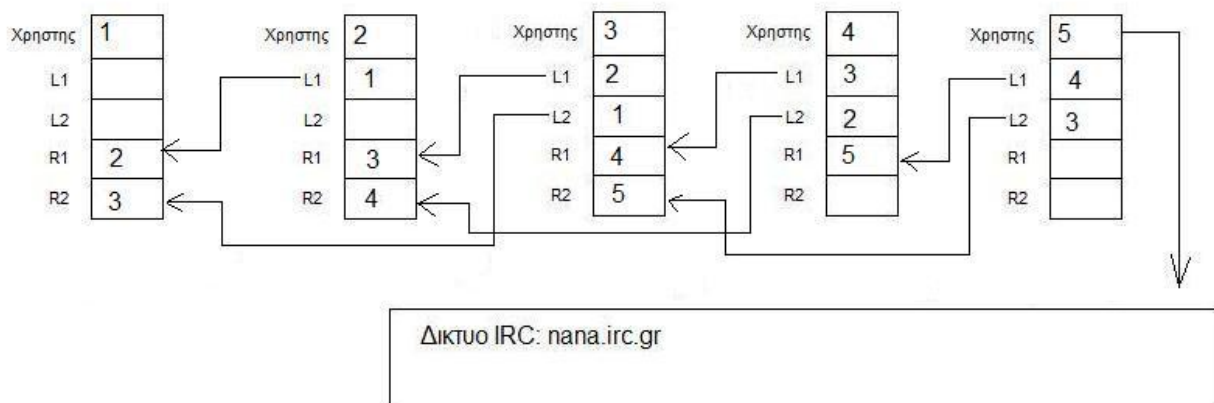 Χρηστης 1 Χρηστης 2 Χρηστης 3 Χρηστης 4 Χρηστης 5
L1 L1 1 L1 2 L1 3 L1 4
L2 L2 L2 1 L2 2 L2 3
R1 2 R1 3 R1 4 R1 5 R1
R2 3 R2 4 R2 5 R2 R2
Δικτυο IRC: nana.irc.gr